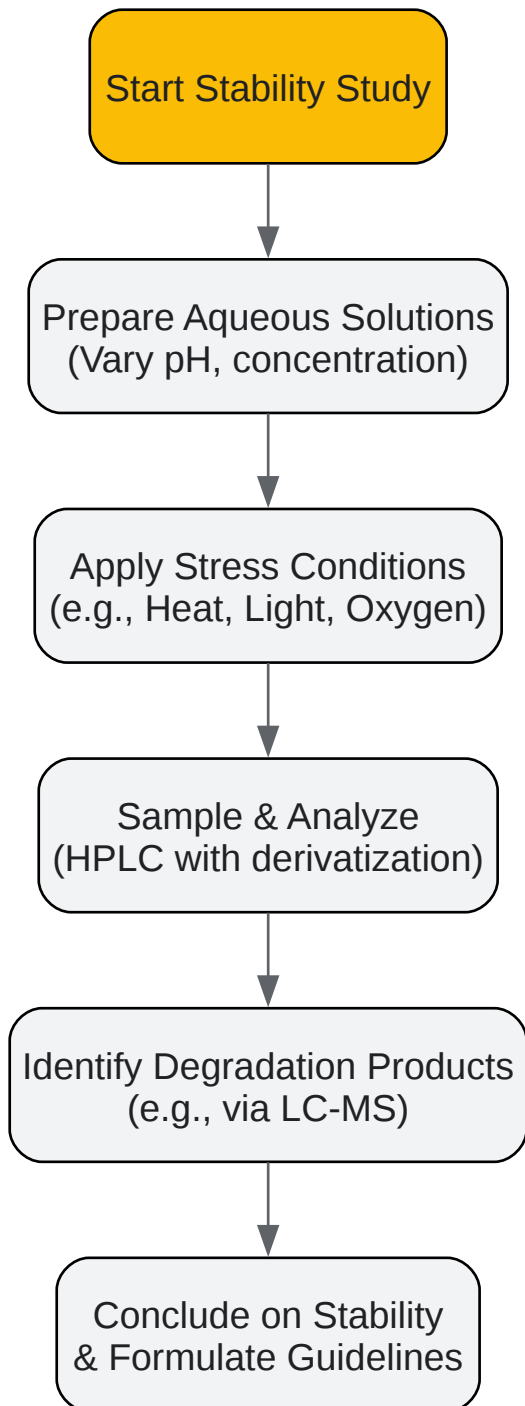 Start Stability Study
Prepare Aqueous Solutions
(Vary pH, concentration)
Apply Stress Conditions
(e.g., Heat, Light, Oxygen)
Sample & Analyze
(HPLC with derivatization)
Identify Degradation Products
(e.g., via LC-MS)
Conclude on Stability
& Formulate Guidelines